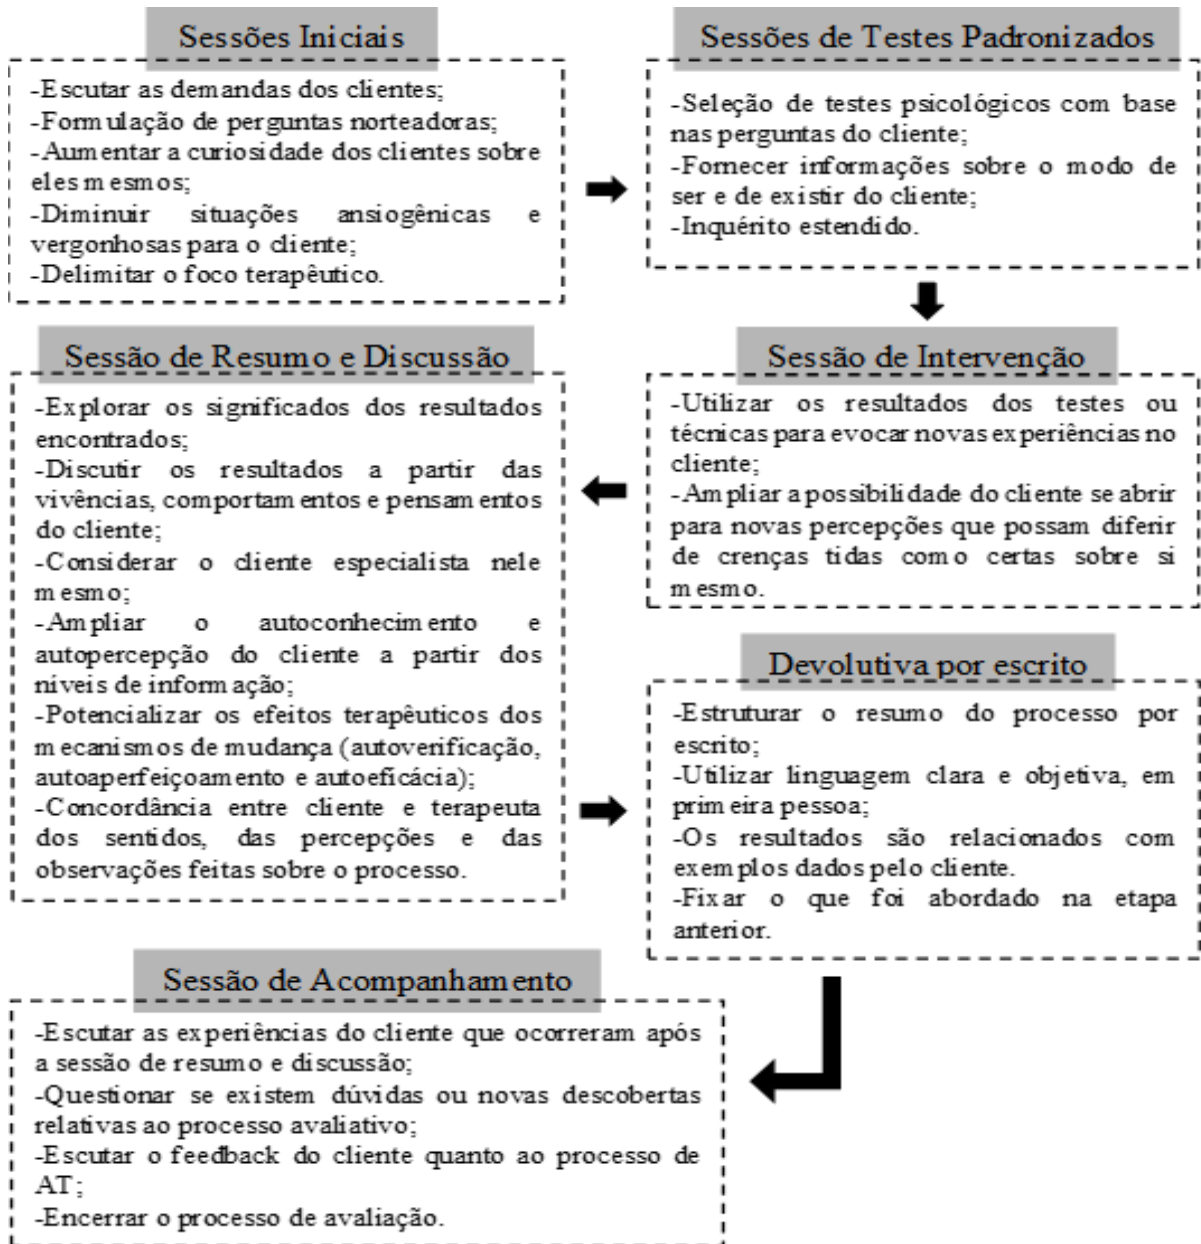 Sessões Iniciais
-Escutar as demandas dos clientes;
-Formulação de perguntas norteadoras;
-Aumentar a curiosidade dos clientes sobre
eles mesmos;
-Diminuir situações ansiogênicas e
vergonhosas para o cliente;
-Delimitar o foco terapêutico.
Sessões de Testes Padronizados
-Seleção de testes psicológicos com base
nas perguntas do cliente;
-Fornecer informações sobre o modo de
ser e de existir do cliente;
-Inquérito estendido.
Sessão de Intervenção
-Utilizar os resultados dos testes ou
técnicas para evocar novas experiências no
cliente;
-Ampliar a possibilidade do cliente se abrir
para novas percepções que possam diferir
de crenças tidas como certas sobre si
mesmo.
Sessão de Resumo e Discussão
-Explorar os significados dos resultados
encontrados;
-Discutir os resultados a partir das
vivências, comportamentos e pensamentos
do cliente;
-Considerar o cliente especialista nele
mesmo;
-Ampliar o autoconhecimento e
autopercepção do cliente a partir dos
níveis de informação;
-Potencializar os efeitos terapêuticos dos
mecanismos de mudança (autoverificação,
autoaperfeiçoamento e autoeficácia);
-Concordância entre cliente e terapeuta
dos sentidos, das percepções e das
observações feitas sobre o processo.
Devolutiva por escrito
-Estruturar o resumo do processo por
escrito;
-Utilizar linguagem clara e objetiva, em
primeira pessoa;
-Os resultados são relacionados com
exemplos dados pelo cliente.
-Fixar o que foi abordado na etapa
anterior.
Sessão de Acompanhamento
-Escutar as experiências do cliente que ocorreram após
a sessão de resumo e discussão;
-Questionar se existem dúvidas ou novas descobertas
relativas ao processo avaliativo;
-Escutar o feedback do cliente quanto ao processo de
AT;
-Encerrar o processo de avaliação.